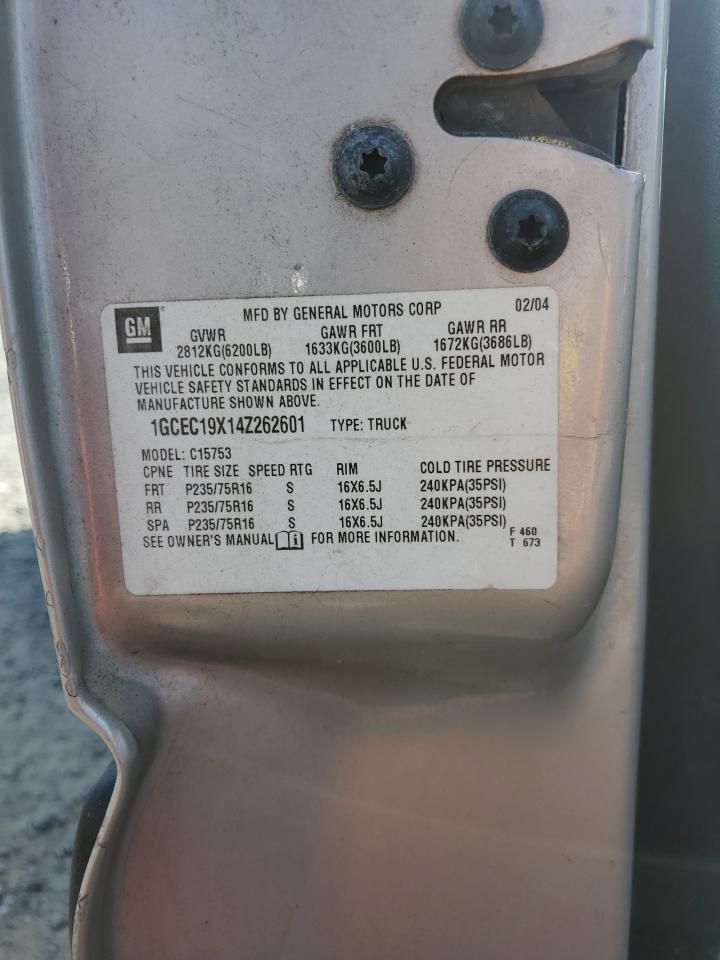 GM ®
MFD BY GENERAL MOTORS CORP 02/04
GVWR GAWR FRT GAWR RR
2812KG(6200LB) 1633KG(3600LB) 1672KG(3686LB)
THIS VEHICLE CONFORMS TO ALL APPLICABLE U.S. FEDERAL MOTOR
VEHICLE SAFETY STANDARDS IN EFFECT ON THE DATE OF
MANUFACTURE SHOWN ABOVE.
1GCEC19X14Z262601 TYPE: TRUCK
MODEL: C15753
CPNE TIRE SIZE SPEED RTG RIM COLD TIRE PRESSURE
FRT P235/75R16 S 16X6.5J 240KPA(35PSI)
RR P235/75R16 S 16X6.5J 240KPA(35PSI)
SPA P235/75R16 S 16X6.5J 240KPA(35PSI)
SEE OWNER'S MANUAL FOR MORE INFORMATION.
F 460
T 673